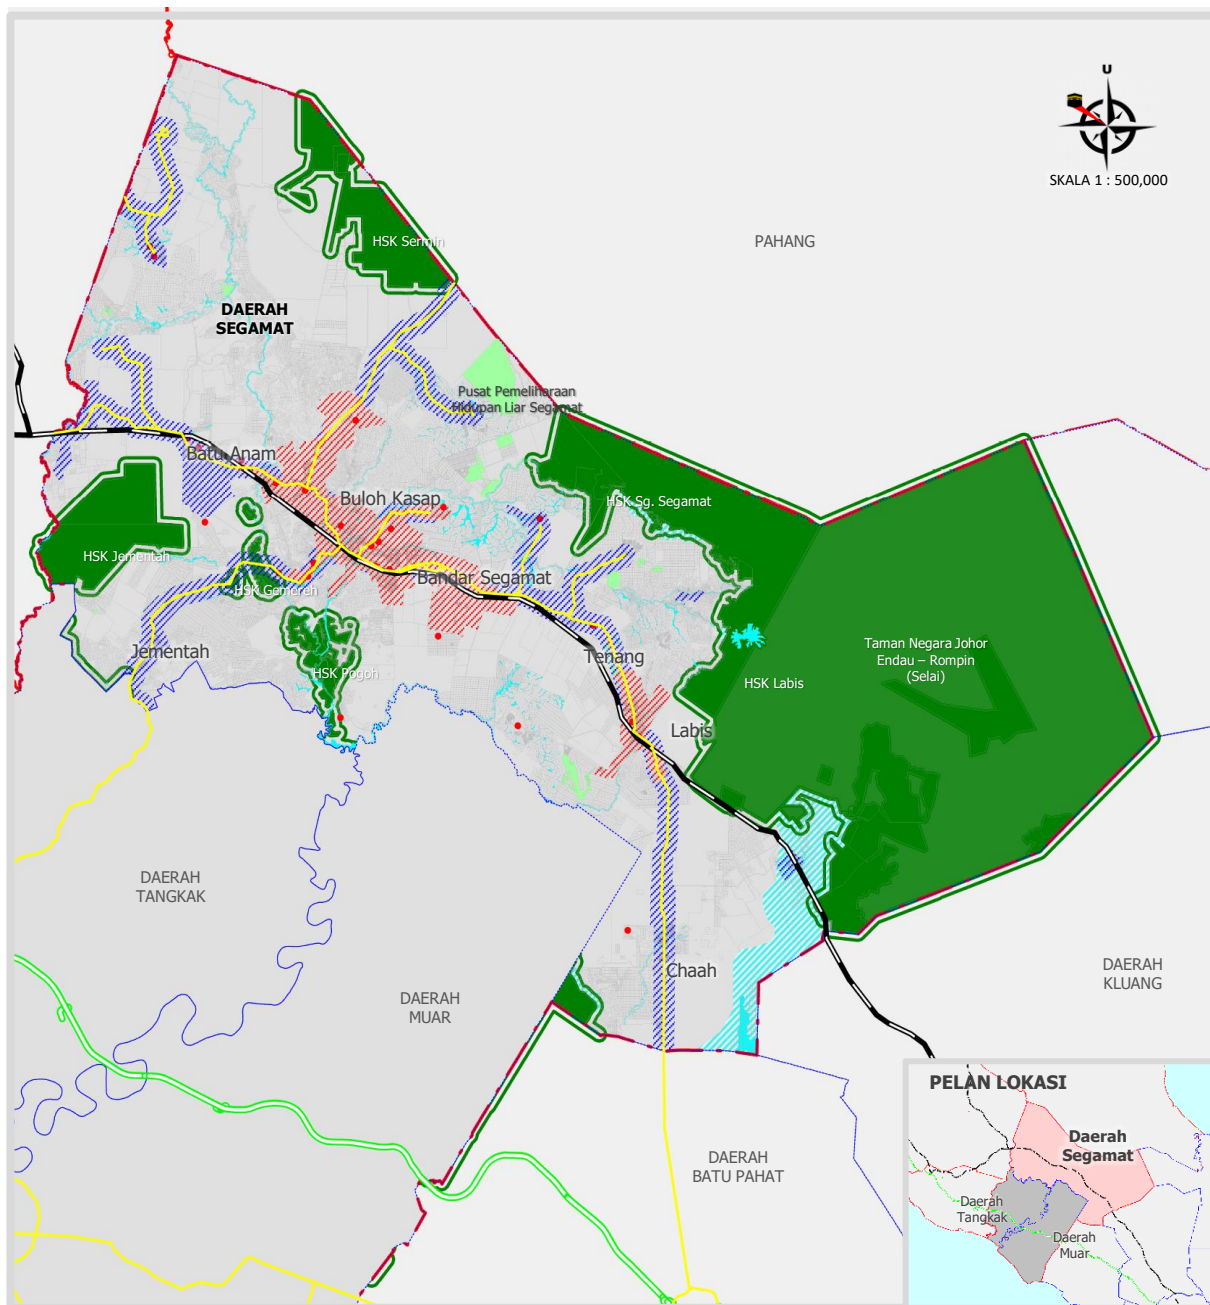 U
SKALA 1 : 500,000
PAHANG
HSK Sermin
DAERAH
SEGAMAT
Pusat Pemeliharaan
Hidupan Liar Segamat
Batu Anam
Buloh Kasap
HSK Sg. Segamat
HSK Jementah
Bandar Segamat
HSK Gemereh
Jementah
HSK Pogoh
Tenang
HSK Labis
Taman Negara Johor
Endau – Rompin
(Selai)
Labis
DAERAH
TANGKAK
Chaah
DAERAH
KLUANG
DAERAH
MUAR
DAERAH
BATU PAHAT
PELAN LOKASI
Daerah
Segamat
Daerah
Tangkak
Daerah
Muar